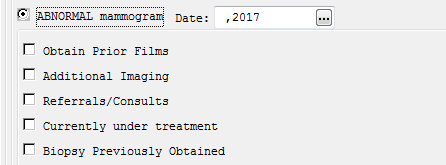 ABNORMAL mammogram Date: ,2017 ...
Obtain Prior Films
Additional Imaging
Referrals/Consults
Currently under treatment
Biopsy Previously Obtained